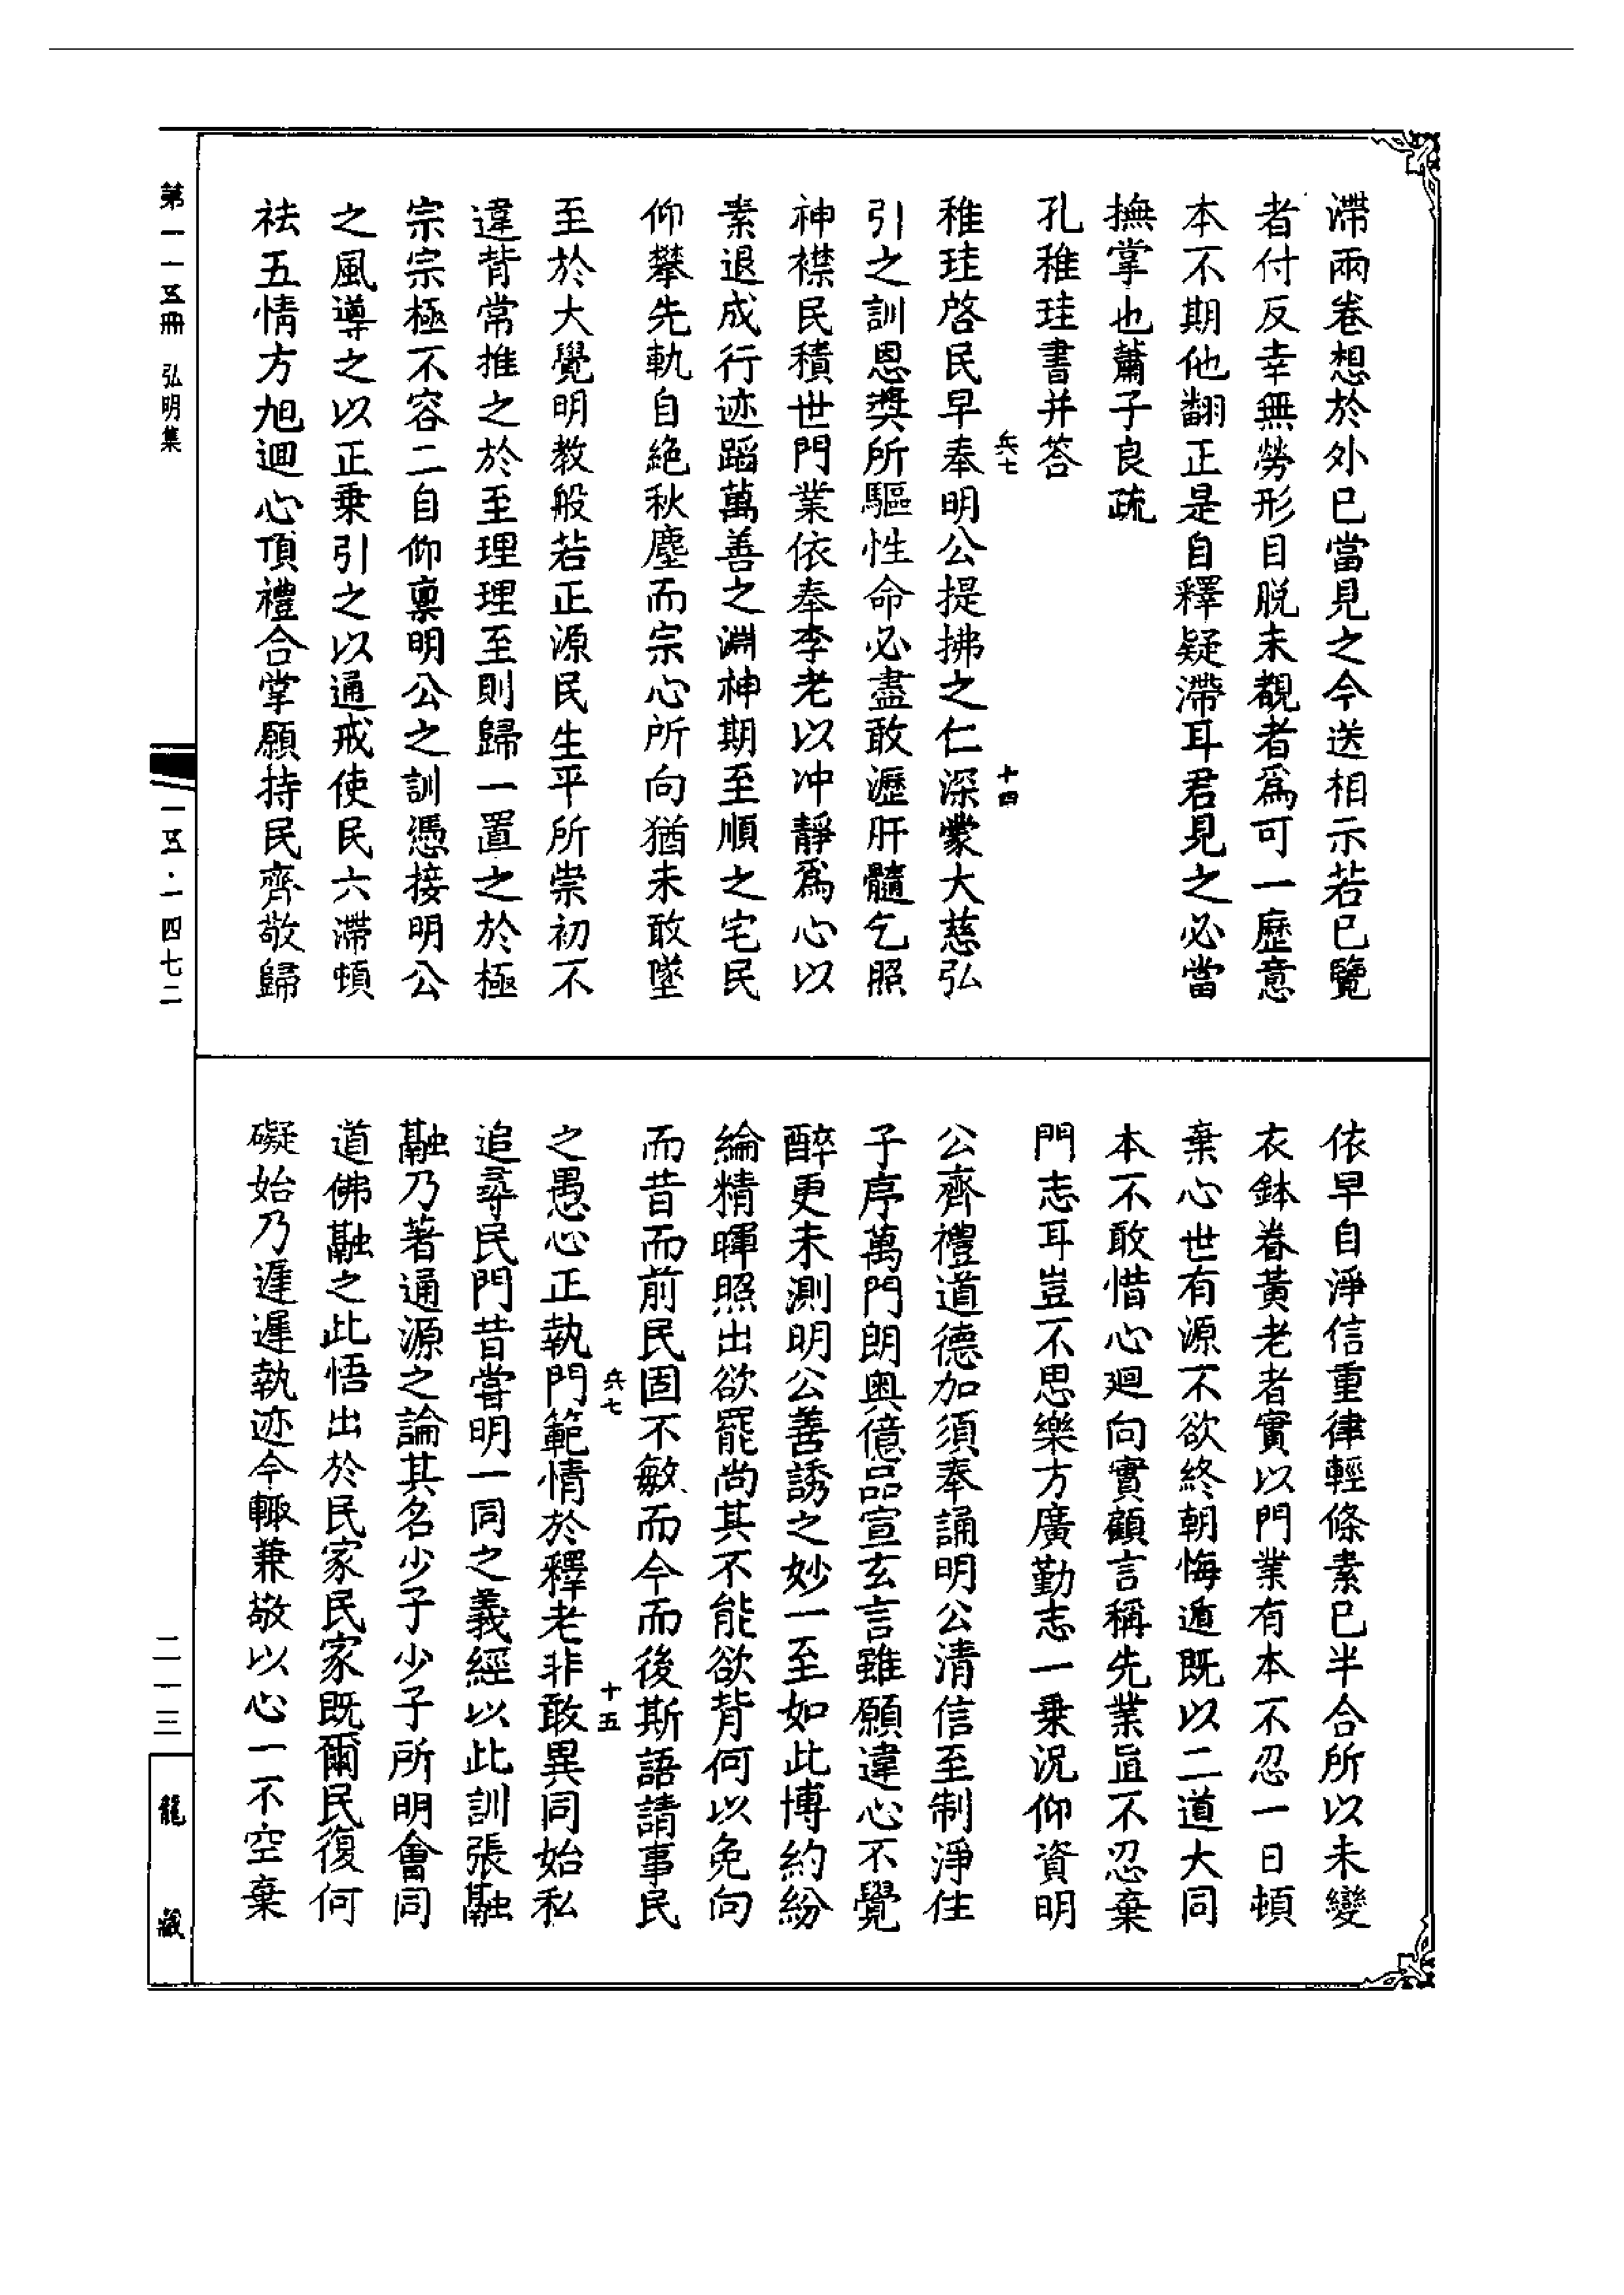 滯兩卷想於外已當見之今送相示若已覽
者付反幸無勞形目脫未覩者爲可一歷意
本不期他翻正是自釋疑滯耳君見之必當
撫掌也蕭子良疏
孔稚珪書并答
兵七
十四
稚珪啓民早奉明公提拂之仁深蒙大慈弘
引之訓恩獎所驅性命必盡敢瀝肝髓乞照
神襟民積世門業依奉李老以冲靜爲心以
素退成行迹蹈萬善之淵神期至順之宅民
仰攀先軌自絶秋塵而宗心所向猶未敢墜
至於大覺明教般若正源民生平所崇初不
違背常推之於至理理至則歸一置之於極
宗宗極不容二自仰稟明公之訓憑接明公
之風導之以正乗引之以通戒使民六滯頓
祛五情方旭迴心頂禮合掌願持民齊敬歸
依早自淨信重律輕條素已半合所以未變
衣鉢眷黃老者實以門業有本不忍一日頓
棄心世有源不欲終朝悔遁既以二道大同
本不敢惜心廻向實顧言稱先業直不忍棄
門志耳豈不思樂方廣勤志一乗況仰資明
公齊禮道德加須奉誦明公清信至制淨住
子序萬門朗奥億品宣玄言雖願違心不覺
醉更未測明公善誘之妙一至如此博約紛
綸精暉照出欲罷尚其不能欲背何以免向
而昔而前民固不敏而今而後斯語請事民
兵七
十五
之愚心正執門範情於釋老非敢異同始私
追尋民門昔嘗明一同之義經以此訓張融
融乃著通源之論其名少子少子所明會同
道佛融之此悟出於民家民家既爾民復何
礙始乃遲遲執迹今輙兼敬以心一不空棄
第一一五冊 弘明集
一五·一四七二
二一三
龍藏